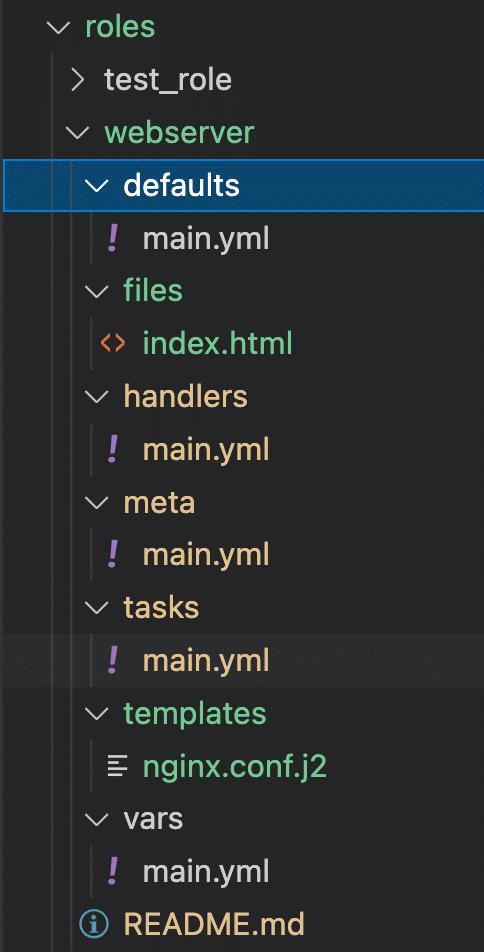 roles
test_role
webserver
defaults
main.yml
files
index.html
handlers
main.yml
meta
main.yml
tasks
main.yml
templates
nginx.conf.j2
vars
main.yml
README.md